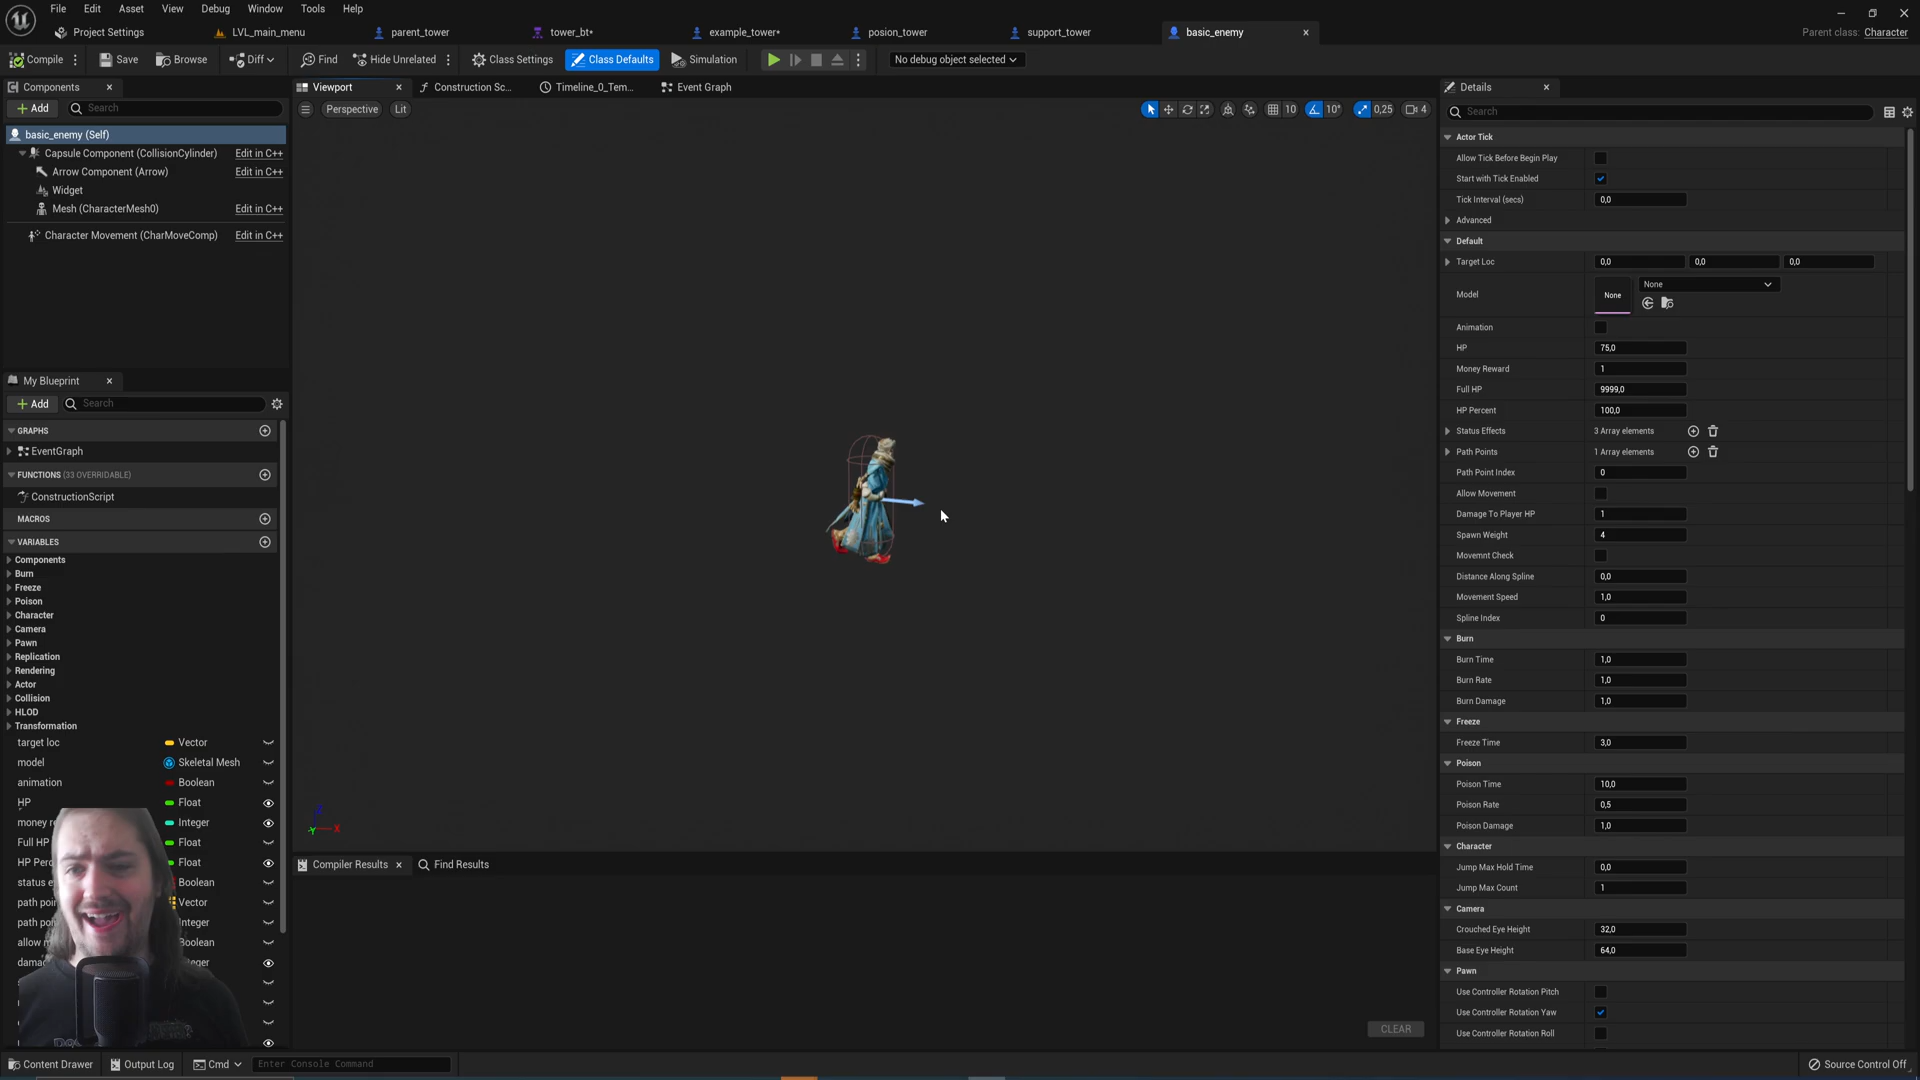 File Edit Asset View Debug Window Tools Help
Project Settings LVL_main_menu parent_tower tower_bt* example_tower* posion_tower support_tower basic_enemy Parent class: Character
Compile Save Browse Diff Find Hide Unrelated Class Settings Class Defaults Simulation No debug object selected
Components
Add Search
basic_enemy (Self)
Capsule Component (CollisionCylinder) Edit in C++
Arrow Component (Arrow) Edit in C++
Widget
Mesh (CharacterMesh0) Edit in C++
Character Movement (CharMoveComp) Edit in C++
My Blueprint
Add Search
GRAPHS
EventGraph
FUNCTIONS (33 OVERRIDABLE)
ConstructionScript
MACROS
VARIABLES
Components
Burn
Freeze
Poison
Character
Camera
Pawn
Replication
Rendering
Actor
Collision
HLOD
Transformation
target loc Vector
model Skeletal Mesh
animation Boolean
HP Float
money re Integer
Full HP Float
HP Perc Float
status e Boolean
path poi Vector
path poi Integer
allow m Boolean
dama eger
Viewport Construction Sc... Timeline_0_Tem... Event Graph
Perspective Lit 10 10° 0,25 4
Y X
Compiler Results Find Results
CLEAR
Details
Search
Actor Tick
Allow Tick Before Begin Play
Start with Tick Enabled
Tick Interval (secs) 0,0
Advanced
Default
Target Loc 0,0 0,0 0,0
Model None None
Animation
HP 75,0
Money Reward 1
Full HP 9999,0
HP Percent 100,0
Status Effects 3 Array elements
Path Points 1 Array elements
Path Point Index 0
Allow Movement
Damage To Player HP 1
Spawn Weight 4
Movemnt Check
Distance Along Spline 0,0
Movement Speed 1,0
Spline Index 0
Burn
Burn Time 1,0
Burn Rate 1,0
Burn Damage 1,0
Freeze
Freeze Time 3,0
Poison
Poison Time 10,0
Poison Rate 0,5
Poison Damage 1,0
Character
Jump Max Hold Time 0,0
Jump Max Count 1
Camera
Crouched Eye Height 32,0
Base Eye Height 64,0
Pawn
Use Controller Rotation Pitch
Use Controller Rotation Yaw
Use Controller Rotation Roll
Content Drawer Output Log Cmd Enter Console Command Source Control Off